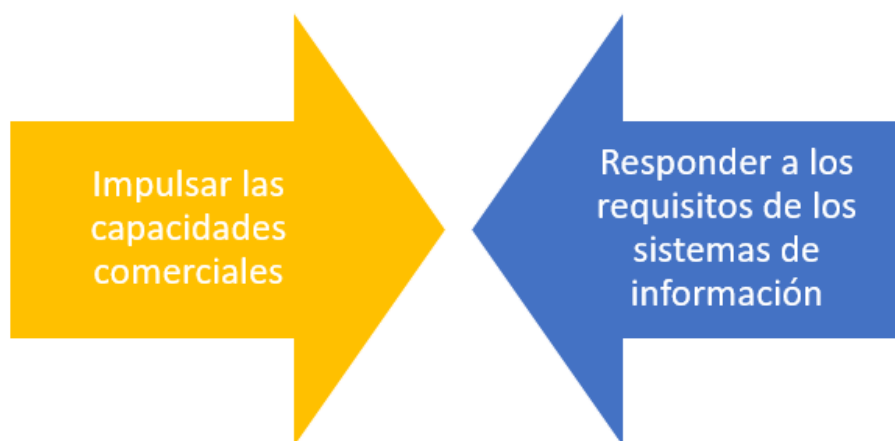 Impulsar las
capacidades
comerciales
Responder a los
requisitos de los
sistemas de
información